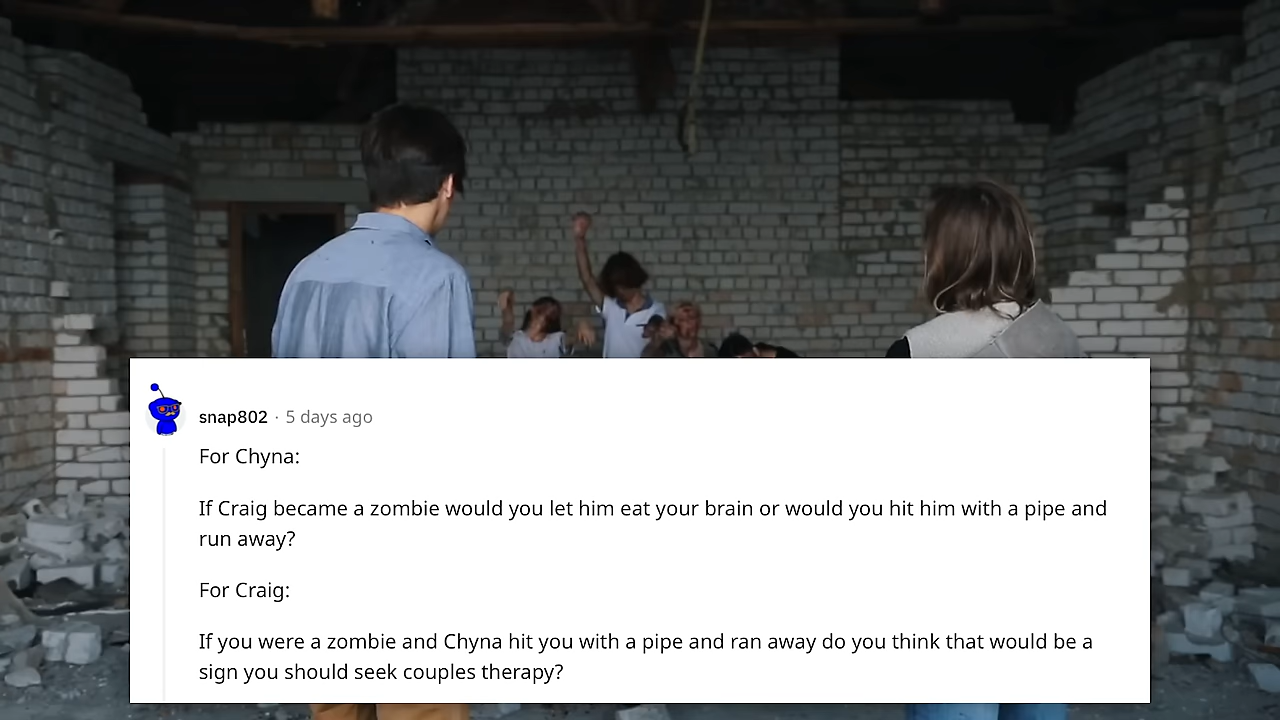 snap802 · 5 days ago
For Chyna:
If Craig became a zombie would you let him eat your brain or would you hit him with a pipe and
run away?
For Craig:
If you were a zombie and Chyna hit you with a pipe and ran away do you think that would be a
sign you should seek couples therapy?